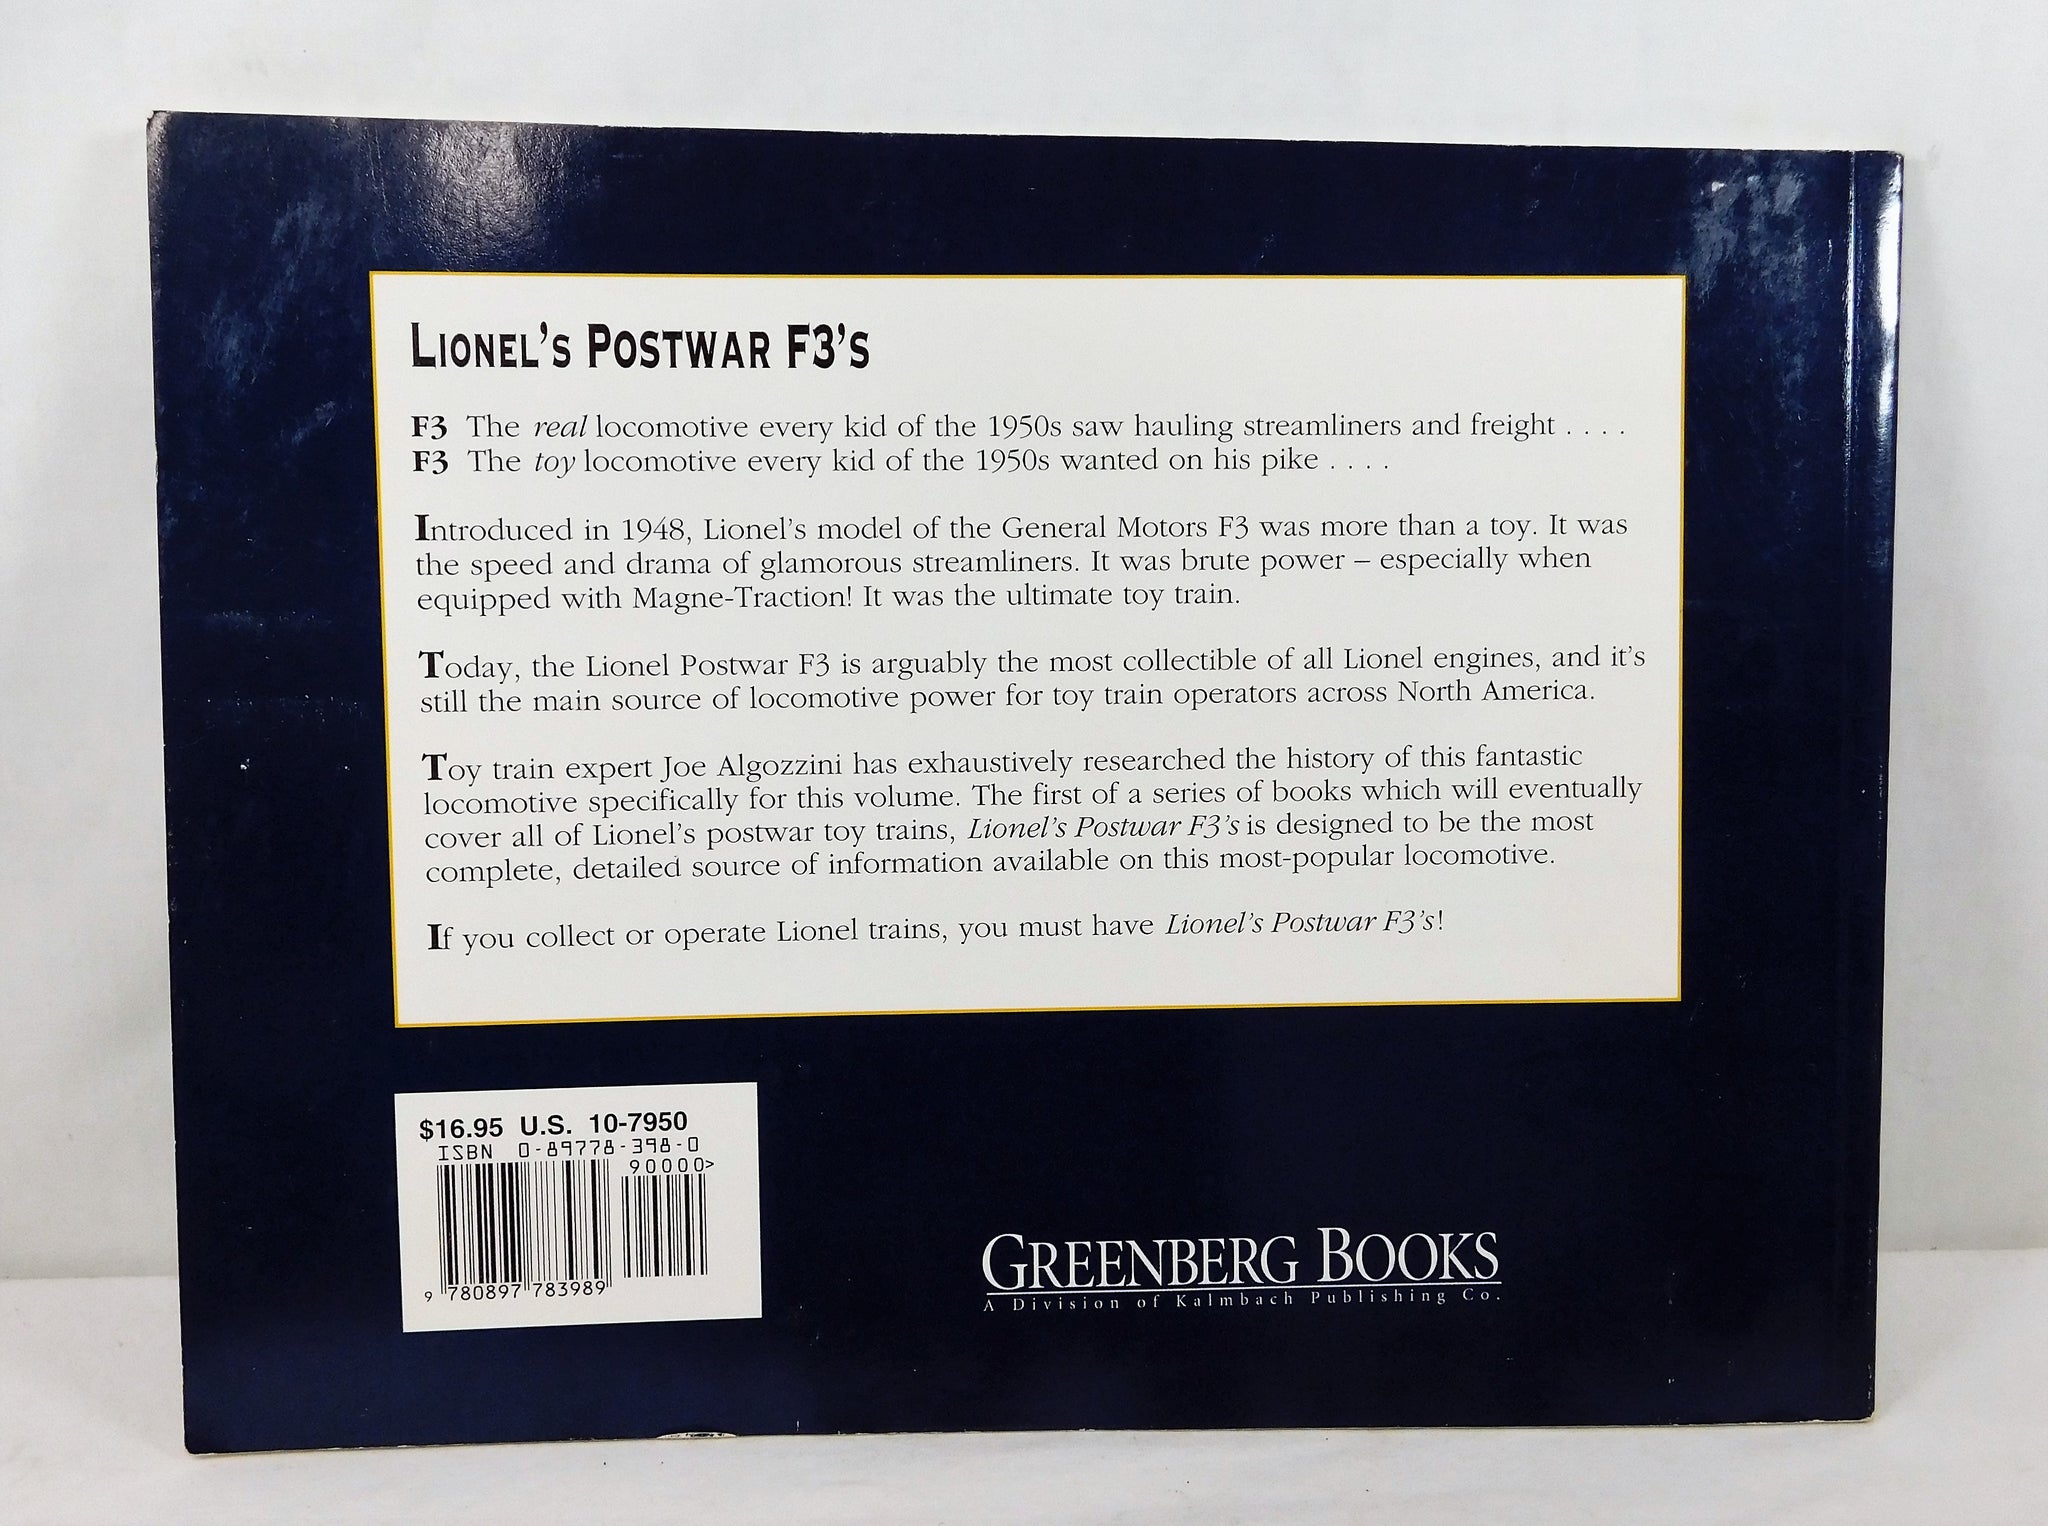 LIONEL'S POSTWAR F3'S
F3 The real locomotive every kid of the 1950s saw hauling streamliners and freight . . . .
F3 The toy locomotive every kid of the 1950s wanted on his pike . . . .
Introduced in 1948, Lionel's model of the General Motors F3 was more than a toy. It was
the speed and drama of glamorous streamliners. It was brute power – especially when
equipped with Magne-Traction! It was the ultimate toy train.
Today, the Lionel Postwar F3 is arguably the most collectible of all Lionel engines, and it's
still the main source of locomotive power for toy train operators across North America.
Toy train expert Joe Algozzini has exhaustively researched the history of this fantastic
locomotive specifically for this volume. The first of a series of books which will eventually
cover all of Lionel's postwar toy trains, Lionel's Postwar F3's is designed to be the most
complete, detailed source of information available on this most-popular locomotive.
If you collect or operate Lionel trains, you must have Lionel's Postwar F3's!
$16.95 U.S. 10-7950
ISBN 0-89778-398-0
90000>
9 780897 783989
GREENBERG BOOKS
A Division of Kalmbach Publishing Co.